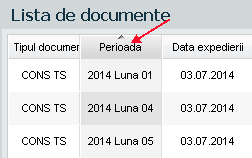 Lista de documente
Tipul documen Perioada Data expedierii
CONS TS 2014 Luna 01 03.07.2014
CONS TS 2014 Luna 04 03.07.2014
CONS TS 2014 Luna 05 03.07.2014